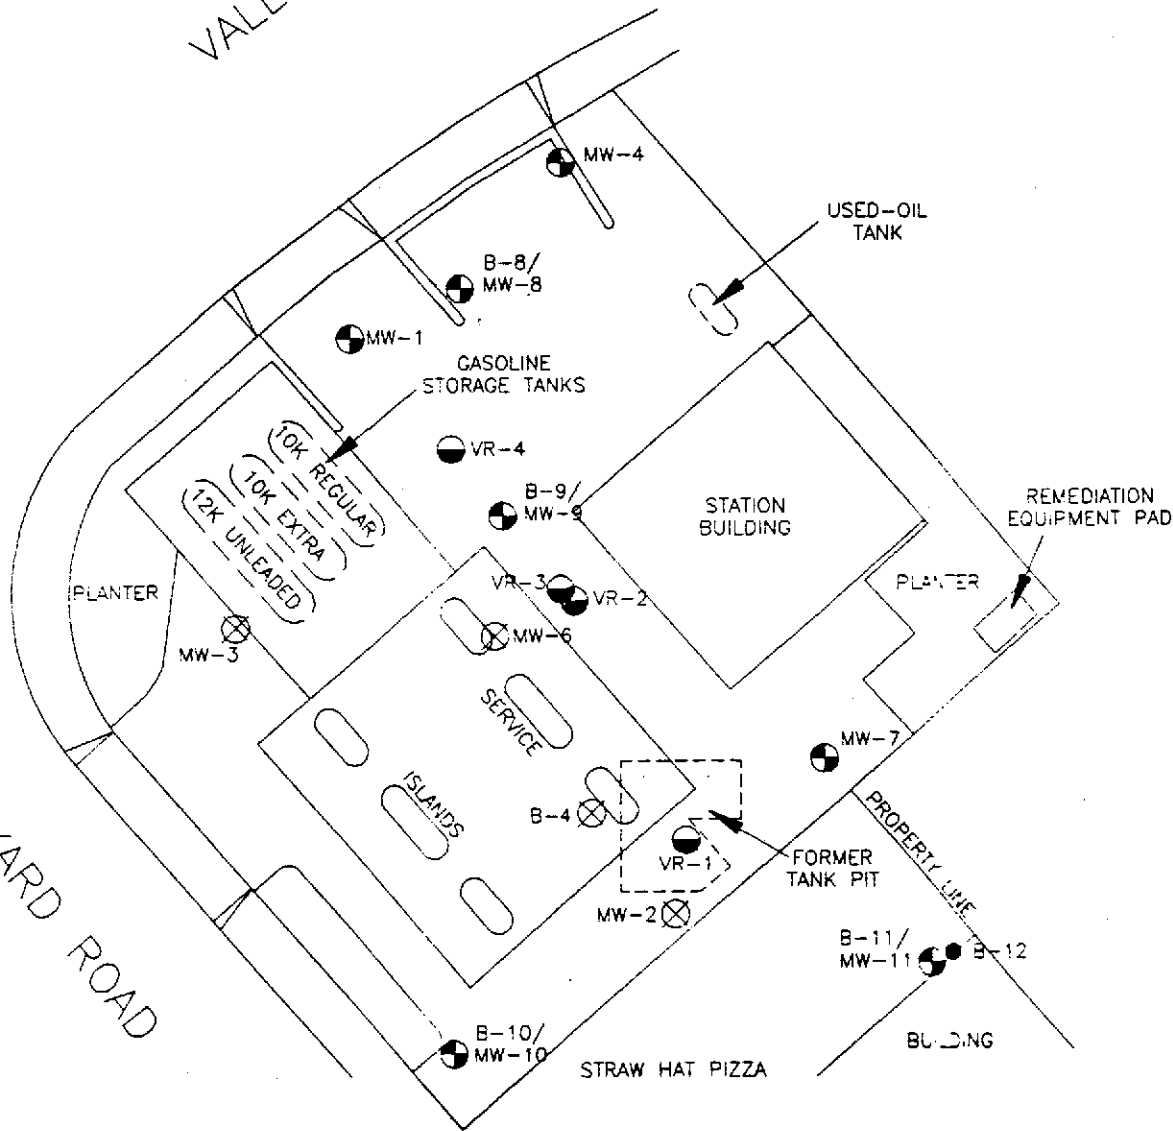 MW-4
USED-OIL
TANK
B-8/
MW-8
MW-1
GASOLINE
STORAGE TANKS
10K REGULAR
10K EXTRA
12K UNLEADED
VR-4
B-9/
MW-9
STATION
BUILDING
REMEDIATION
EQUIPMENT PAD
PLANTER
PLANTER
VR-3
VR-2
MW-6
MW-3
SERVICE
ISLANDS
MW-7
B-4
VR-1
FORMER
TANK PIT
PROPERTY LINE
MW-2
B-11/
MW-11
B-12
ROAD
B-10/
MW-10
STRAW HAT PIZZA